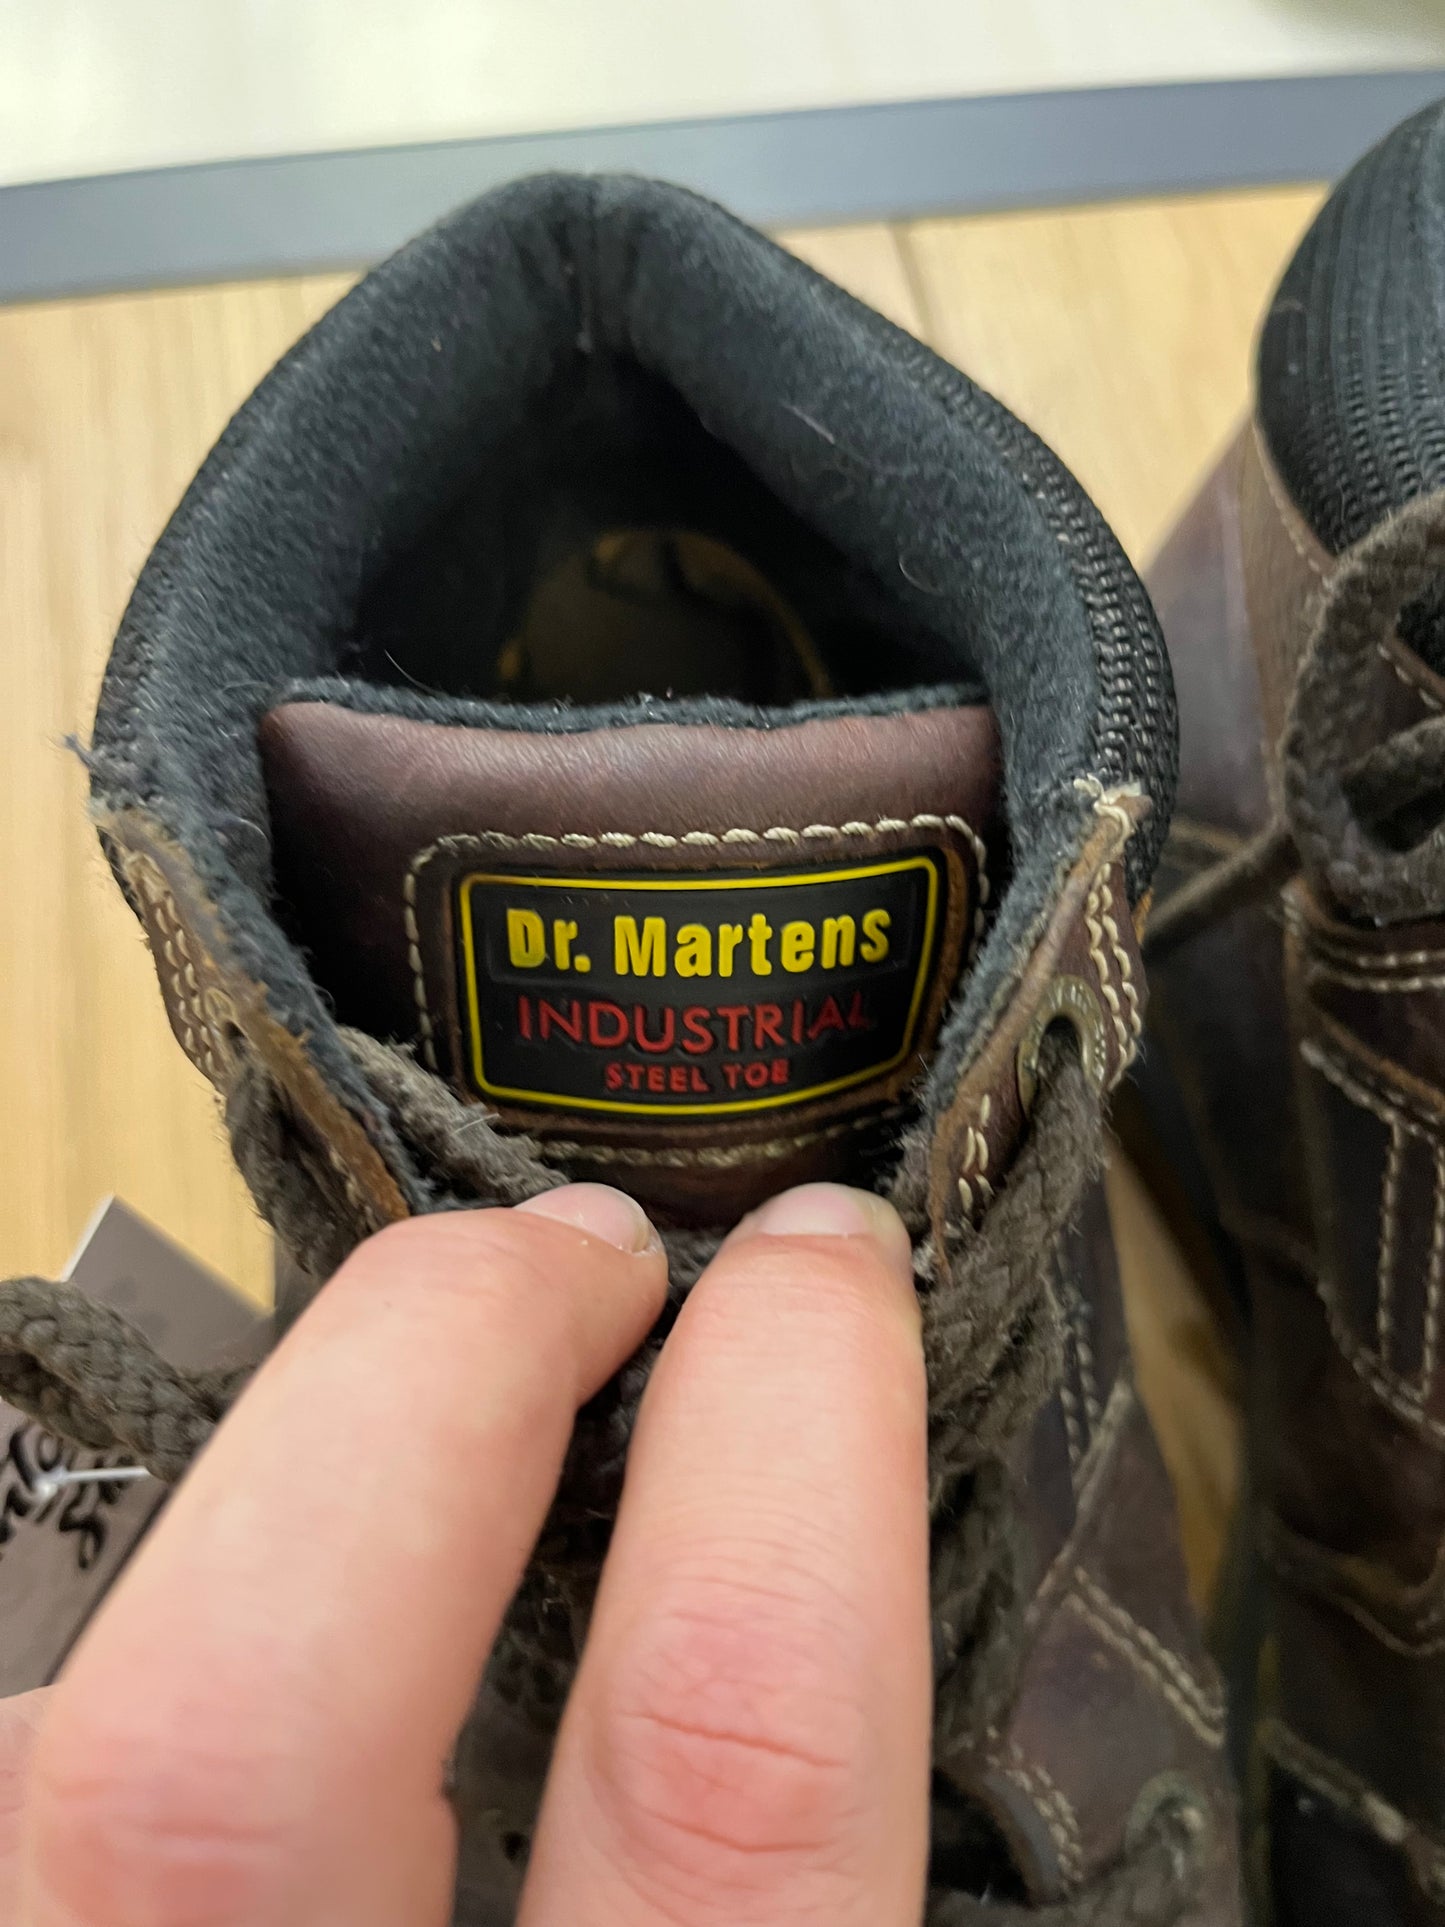 Dr. Martens
INDUSTRIAL
STEEL TOE